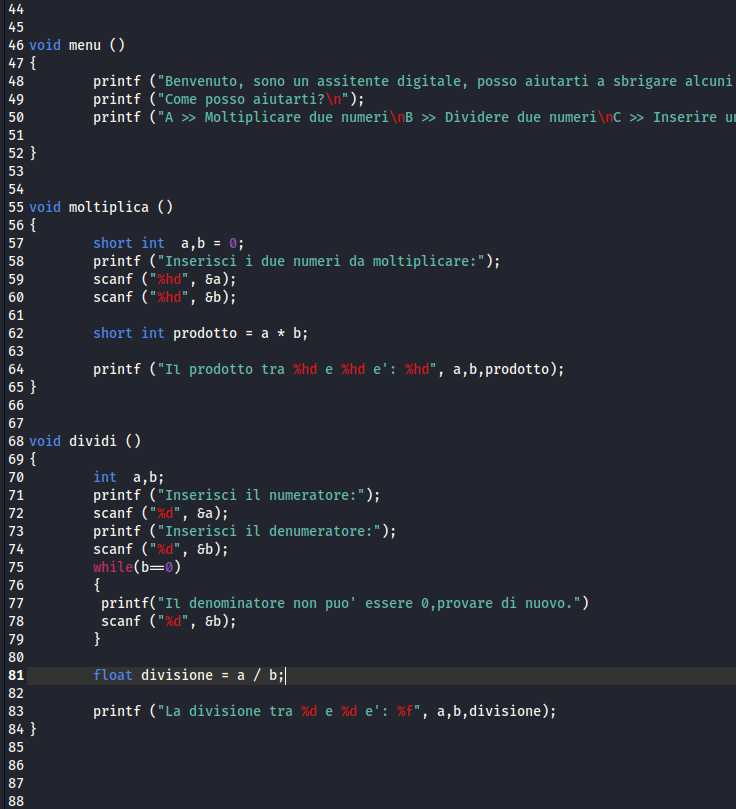 44
45
46 void menu ()
47 {
48 printf ("Benvenuto, sono un assitente digitale, posso aiutarti a sbrigare alcuni
49 printf ("Come posso aiutarti?\n");
50 printf ("A >> Moltiplicare due numeri\nB >> Dividere due numeri\nC >> Inserire un
51
52 }
53
54
55 void moltiplica ()
56 {
57 short int  a,b = 0;
58 printf ("Inserisci i due numeri da moltiplicare:");
59 scanf ("%hd", &a);
60 scanf ("%hd", &b);
61
62 short int prodotto = a * b;
63
64 printf ("Il prodotto tra %hd e %hd e': %hd", a,b,prodotto);
65 }
66
67
68 void dividi ()
69 {
70 int  a,b;
71 printf ("Inserisci il numeratore:");
72 scanf ("%d", &a);
73 printf ("Inserisci il denumeratore:");
74 scanf ("%d", &b);
75 while(b==0)
76 {
77 printf("Il denominatore non puo' essere 0,provare di nuovo.")
78 scanf ("%d", &b);
79 }
80
81 float divisione = a / b;
82
83 printf ("La divisione tra %d e %d e': %f", a,b,divisione);
84 }
85
86
87
88